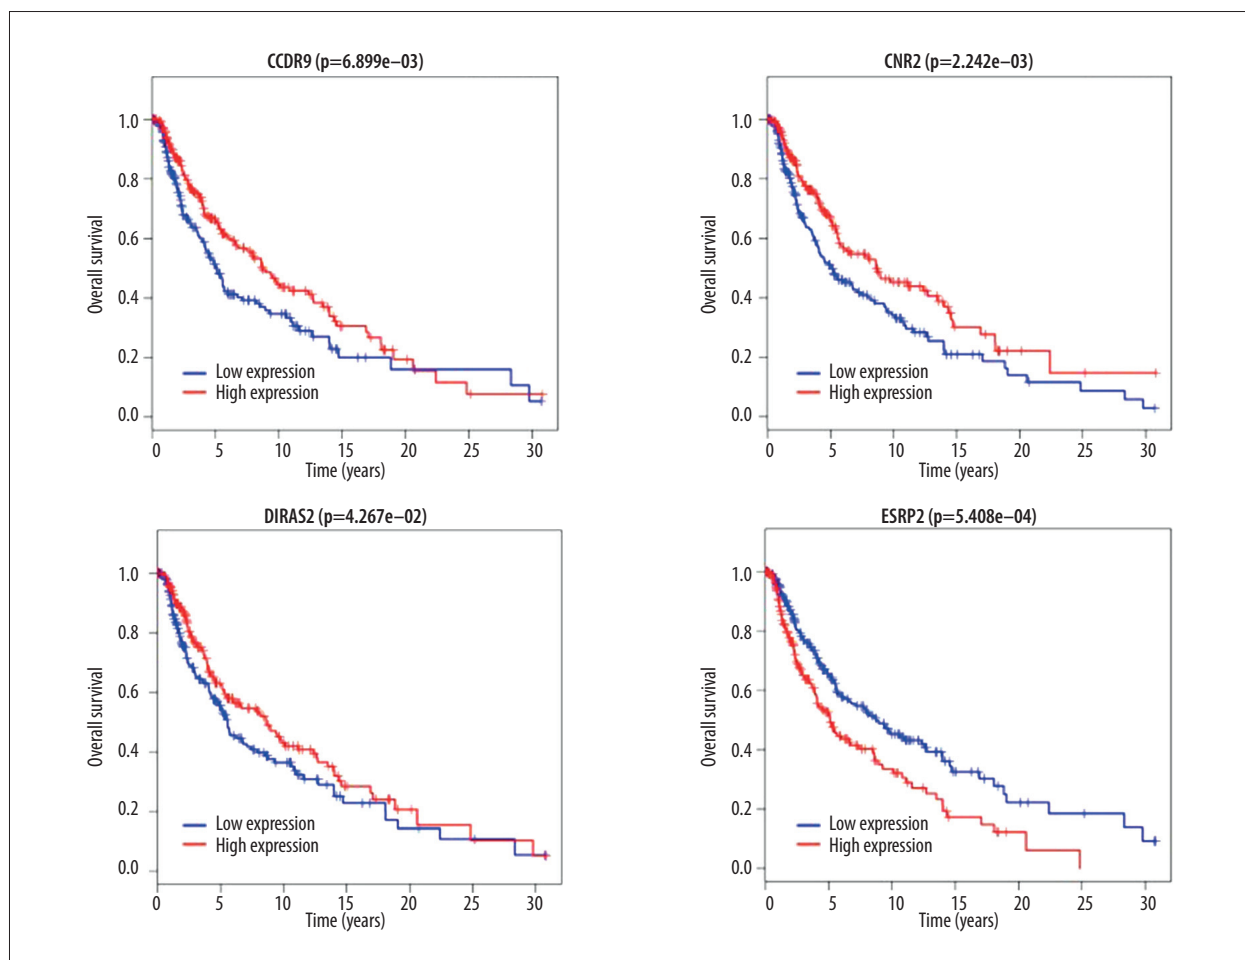 CCDR9 (p=6.899e–03)
1.0
0.8
0.6
0.4
0.2
0.0
Overall survival
Low expression
High expression
0 5 10 15 20 25 30
Time (years)
CNR2 (p=2.242e–03)
1.0
0.8
0.6
0.4
0.2
0.0
Overall survival
Low expression
High expression
0 5 10 15 20 25 30
Time (years)
DIRAS2 (p=4.267e–02)
1.0
0.8
0.6
0.4
0.2
0.0
Overall survival
Low expression
High expression
0 5 10 15 20 25 30
Time (years)
ESRP2 (p=5.408e–04)
1.0
0.8
0.6
0.4
0.2
0.0
Overall survival
Low expression
High expression
0 5 10 15 20 25 30
Time (years)